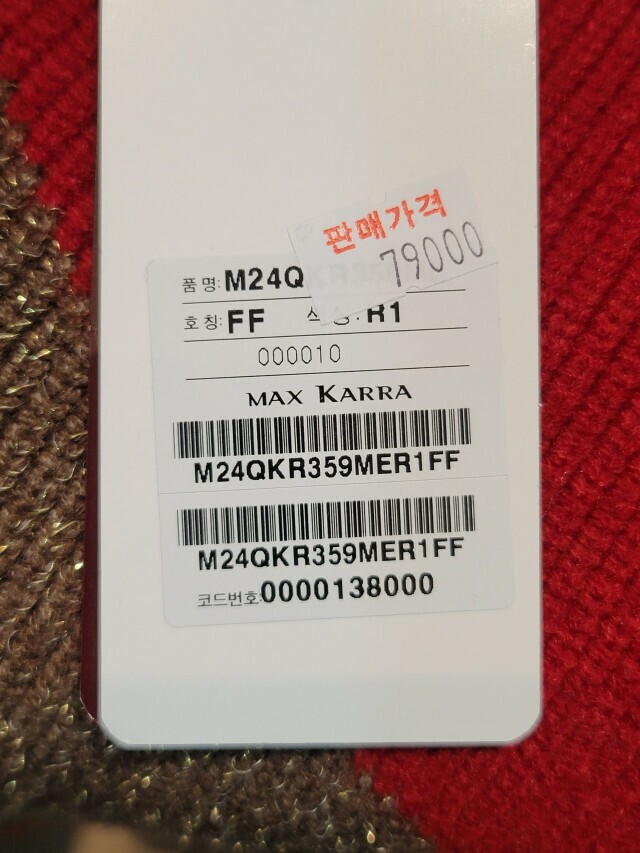 판매가격
79000
품 명: M24Q
호 칭: FF : R1
000010
MAX KARRA
M24QKR359MER1FF
M24QKR359MER1FF
코드번호:0000138000